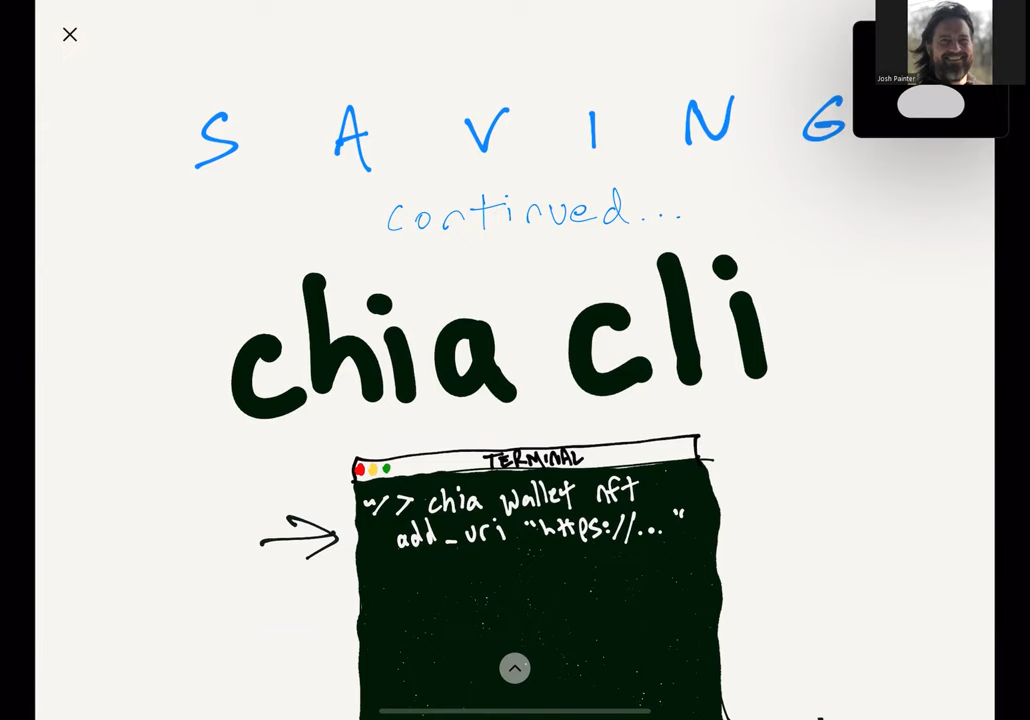 Josh Painter
S A V I N G
continued...
chia cli
TERMINAL
~/> chia wallet nft
add_uri "https://..."